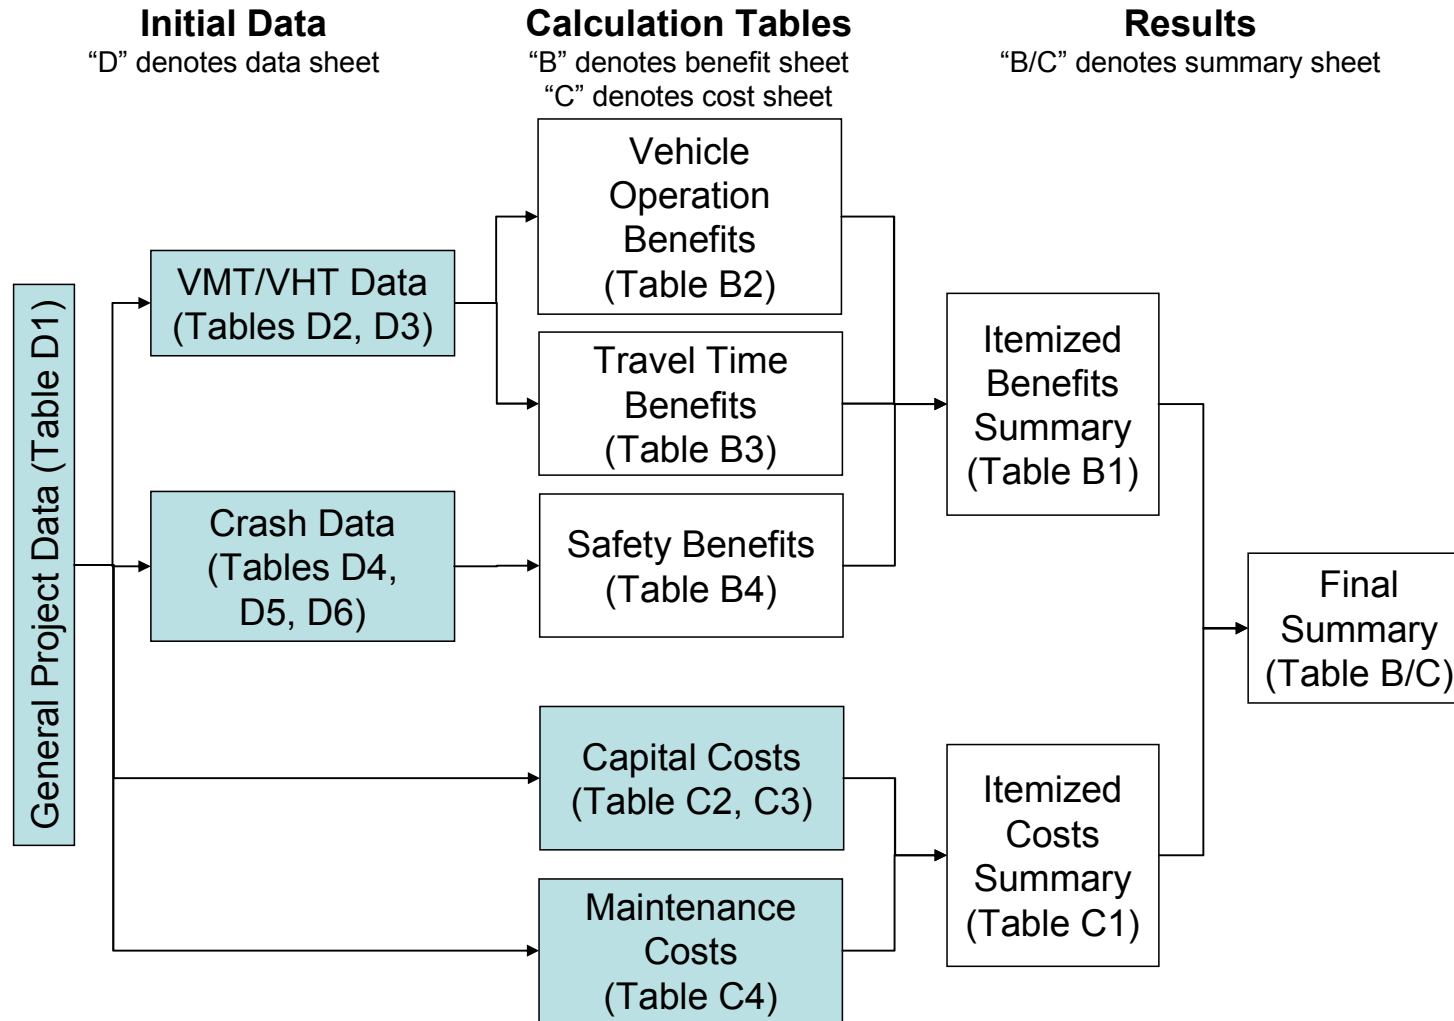 Initial Data
“D” denotes data sheet
Calculation Tables
“B” denotes benefit sheet
“C” denotes cost sheet
Results
“B/C” denotes summary sheet
General Project Data (Table D1)
VMT/VHT Data
(Tables D2, D3)
Crash Data
(Tables D4,
D5, D6)
Vehicle
Operation
Benefits
(Table B2)
Travel Time
Benefits
(Table B3)
Safety Benefits
(Table B4)
Capital Costs
(Table C2, C3)
Maintenance
Costs
(Table C4)
Itemized
Benefits
Summary
(Table B1)
Itemized
Costs
Summary
(Table C1)
Final
Summary
(Table B/C)